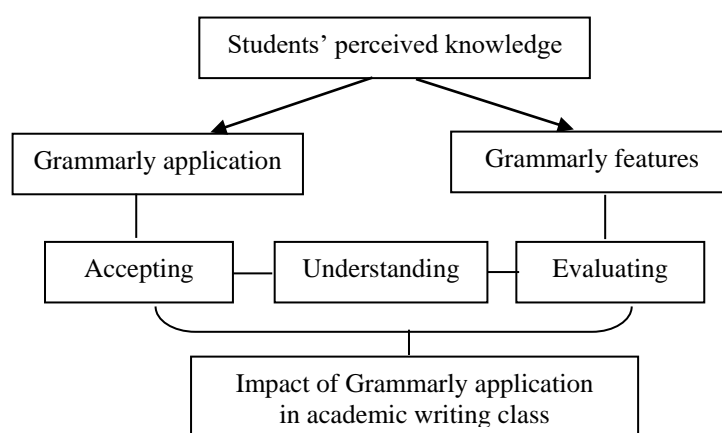 Students’ perceived knowledge
Grammarly application
Grammarly features
Accepting
Understanding
Evaluating
Impact of Grammarly application
in academic writing class